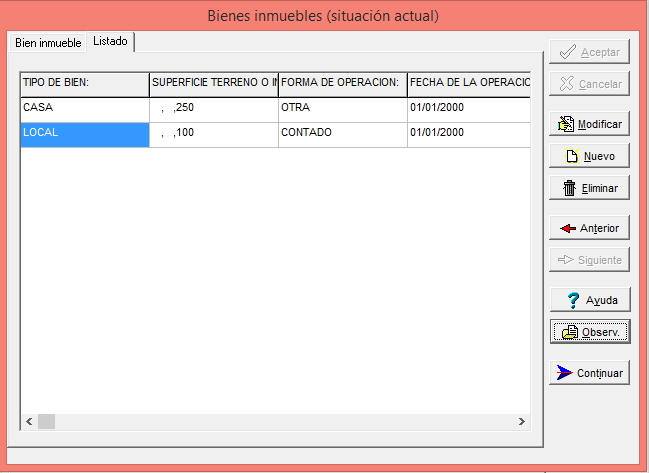 Bienes inmuebles (situación actual)
Bien inmueble
Listado
TIPO DE BIEN: SUPERFICIE TERRENO O IN FORMA DE OPERACION: FECHA DE LA OPERACIO
CASA , ,250 OTRA 01/01/2000
LOCAL , ,100 CONTADO 01/01/2000
Aceptar
Cancelar
Modificar
Nuevo
Eliminar
Anterior
Siguiente
Ayuda
Observ.
Continuar